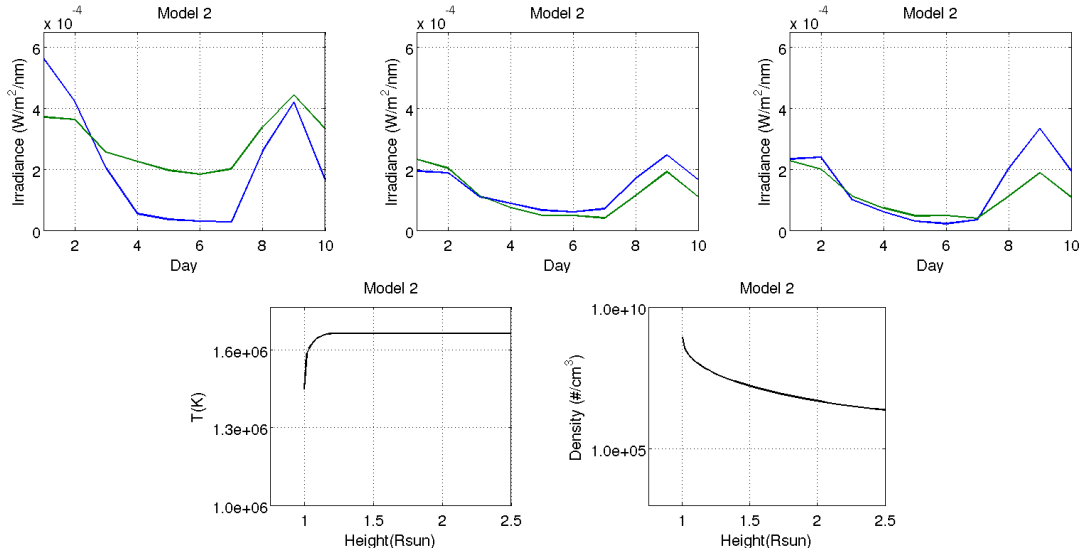 x 10^-4
Model 2
Irradiance (W/m^2/nm)
6
4
2
0
2
4
6
8
10
Day
x 10^-4
Model 2
Irradiance (W/m^2/nm)
6
4
2
0
2
4
6
8
10
Day
x 10^-4
Model 2
Irradiance (W/m^2/nm)
6
4
2
0
2
4
6
8
10
Day
Model 2
T(K)
1.6e+06
1.3e+06
1.0e+06
1
1.5
2
2.5
Height(Rsun)
Model 2
Density (#/cm^3)
1.0e+10
1.0e+05
1
1.5
2
2.5
Height(Rsun)